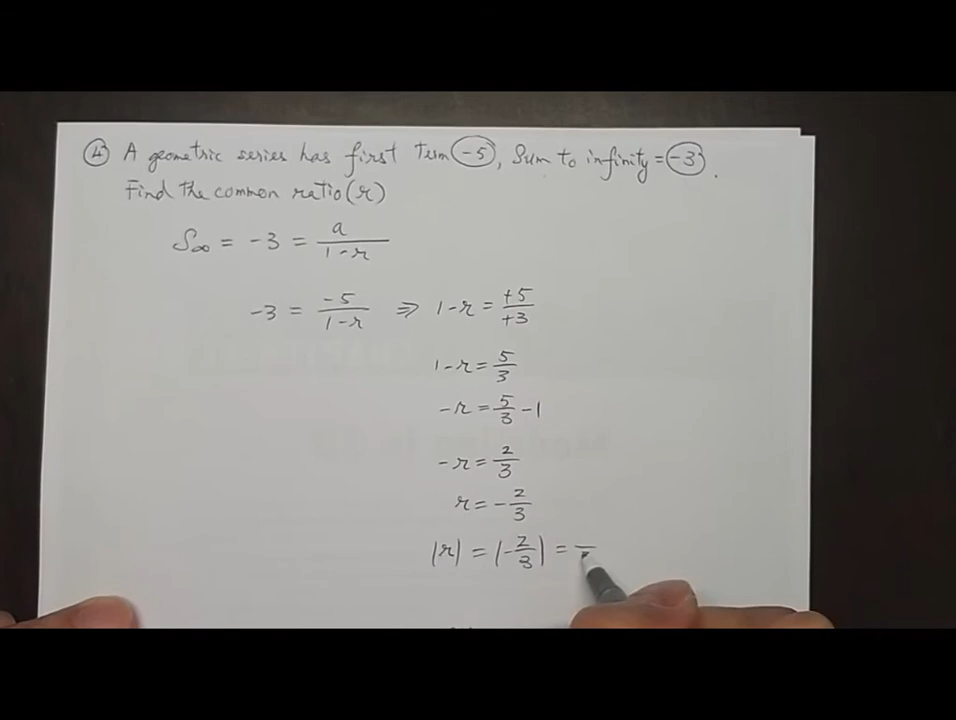 ④ A geometric series has first term -5, Sum to infinity = -3.
Find the common ratio (r)
S∞ = -3 = a/(1-r)
-3 = -5/(1-r) ⇒ 1-r = +5/+3
1-r = 5/3
-r = 5/3 - 1
-r = 2/3
r = -2/3
|r| = |-2/3| =